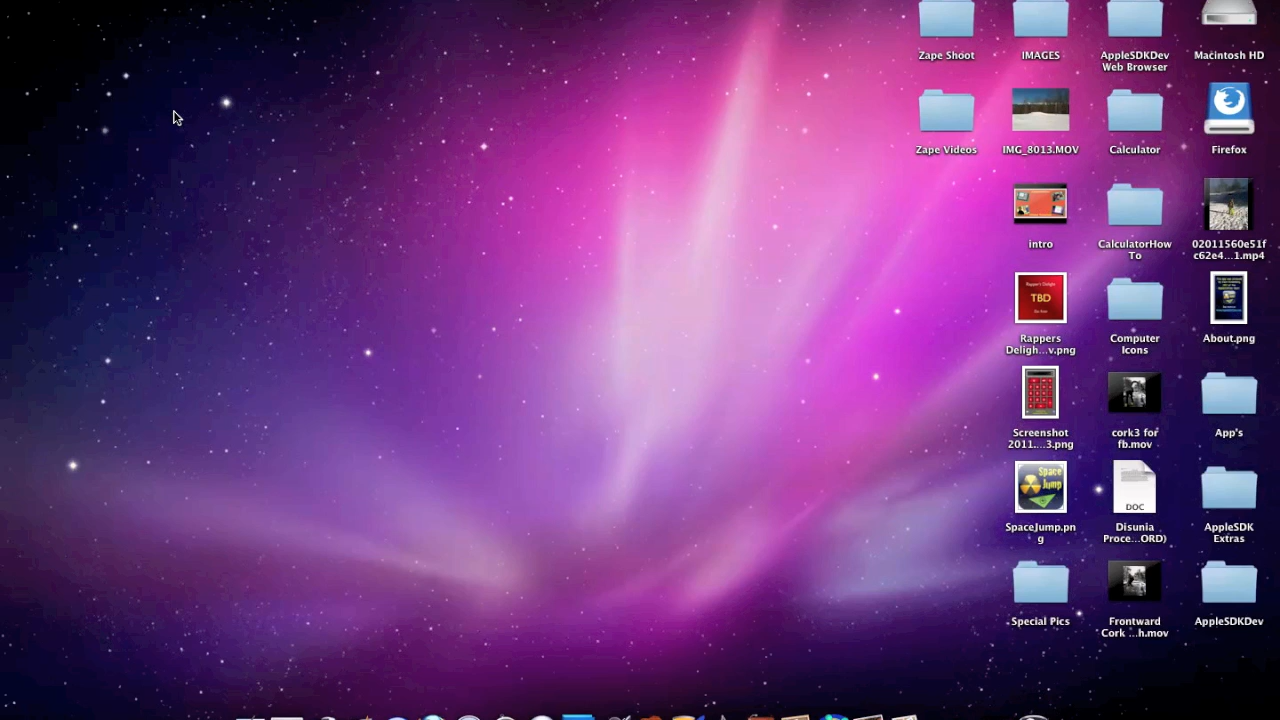 Zape Shoot
IMAGES
AppleSDKDev
Web Browser
Macintosh HD
Zape Videos
IMG_8013.MOV
Calculator
Firefox
intro
CalculatorHow
To
02011560e51f
c62e4...1.mp4
Rapper's Delight
TBD
Rappers
Deligh...v.png
Computer
Icons
About.png
Screenshot
2011....3.png
cork3 for
fb.mov
App's
Space
Jump
SpaceJump.pn
g
DOC
Disunia
Proce...ORD)
AppleSDK
Extras
Special Pics
Frontward
Cork ...h.mov
AppleSDKDev